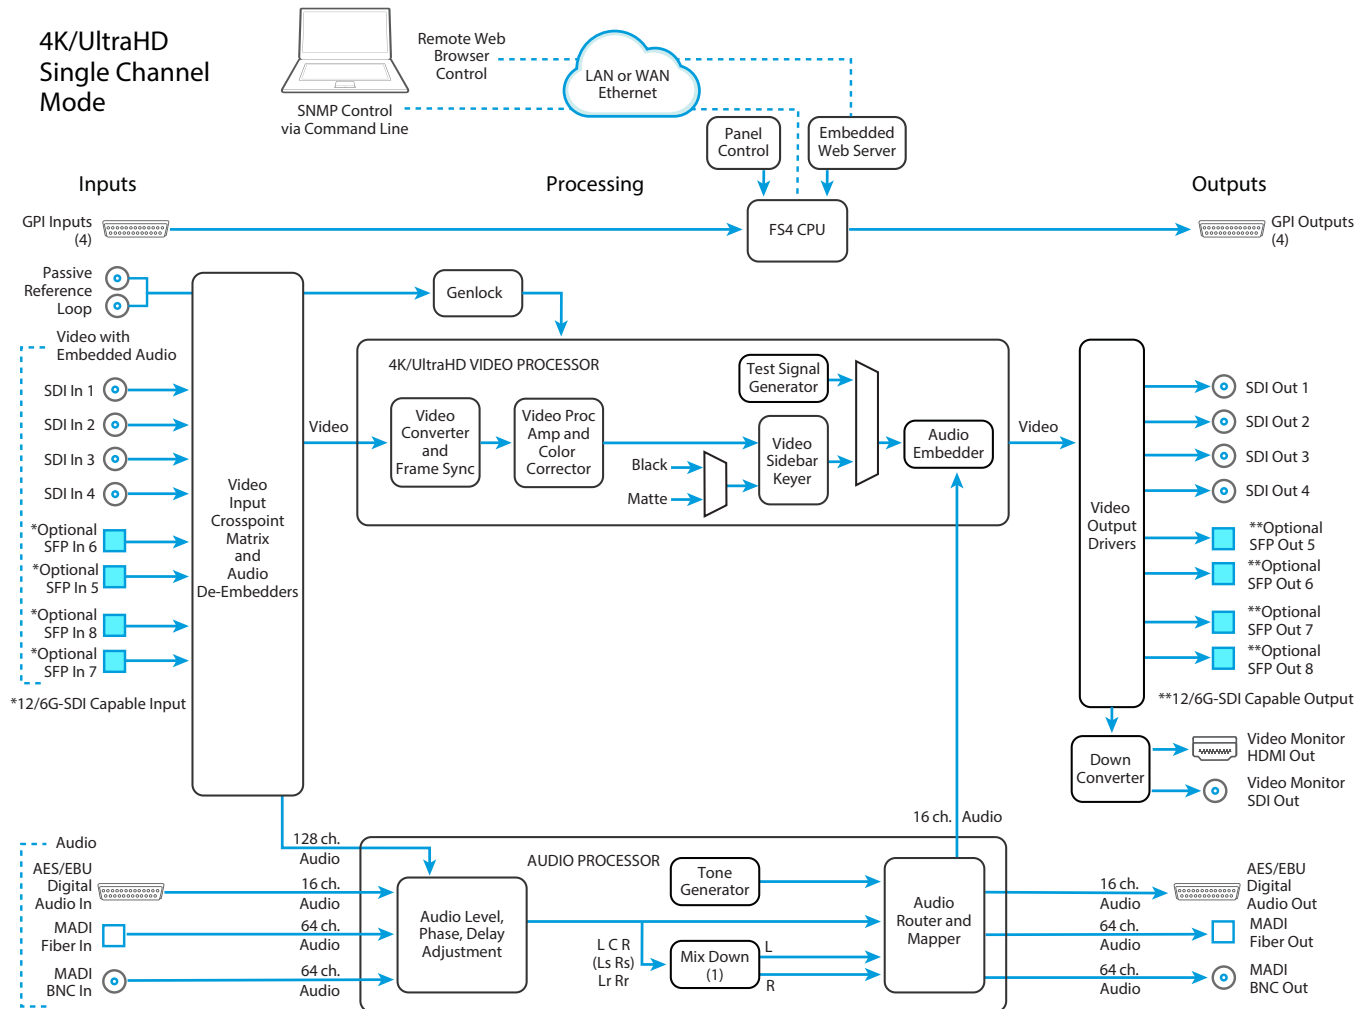 4K/UltraHD
Single Channel
Mode
Remote Web
Browser
Control
SNMP Control
via Command Line
LAN or WAN
Ethernet
Panel
Control
Embedded
Web Server
Inputs
Processing
Outputs
GPI Inputs
(4)
FS4 CPU
GPI Outputs
(4)
Passive
Reference
Loop
Genlock
Video with
Embedded Audio
SDI In 1
SDI In 2
SDI In 3
SDI In 4
*Optional
SFP In 6
*Optional
SFP In 5
*Optional
SFP In 8
*Optional
SFP In 7
*12/6G-SDI Capable Input
Video
Input
Crosspoint
Matrix
and
Audio
De-Embedders
Video
4K/UltraHD VIDEO PROCESSOR
Video
Converter
and
Frame Sync
Video Proc
Amp and
Color
Corrector
Test Signal
Generator
Black
Matte
Video
Sidebar
Keyer
Audio
Embedder
Video
Video
Output
Drivers
SDI Out 1
SDI Out 2
SDI Out 3
SDI Out 4
**Optional
SFP Out 5
**Optional
SFP Out 6
**Optional
SFP Out 7
**Optional
SFP Out 8
**12/6G-SDI Capable Output
Down
Converter
Video Monitor
HDMI Out
Video Monitor
SDI Out
16 ch. Audio
Audio
AES/EBU
Digital
Audio In
MADI
Fiber In
MADI
BNC In
128 ch.
Audio
16 ch.
Audio
64 ch.
Audio
64 ch.
Audio
AUDIO PROCESSOR
Audio Level,
Phase, Delay
Adjustment
Tone
Generator
L C R
(Ls Rs)
Lr Rr
Mix Down
(1)
L
R
Audio
Router and
Mapper
16 ch.
Audio
64 ch.
Audio
64 ch.
Audio
AES/EBU
Digital
Audio Out
MADI
Fiber Out
MADI
BNC Out